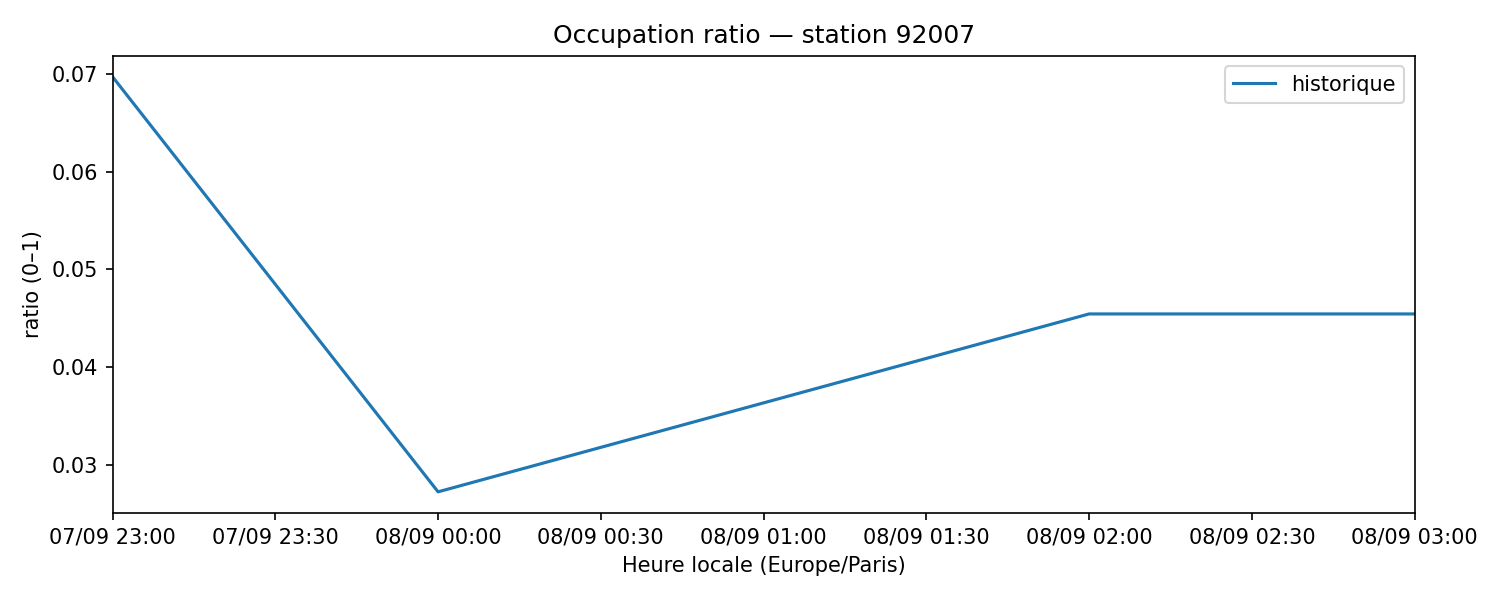 Occupation ratio — station 92007
historique
0.07
0.06
0.05
0.04
0.03
ratio (0–1)
07/09 23:00 07/09 23:30 08/09 00:00 08/09 00:30 08/09 01:00 08/09 01:30 08/09 02:00 08/09 02:30 08/09 03:00
Heure locale (Europe/Paris)